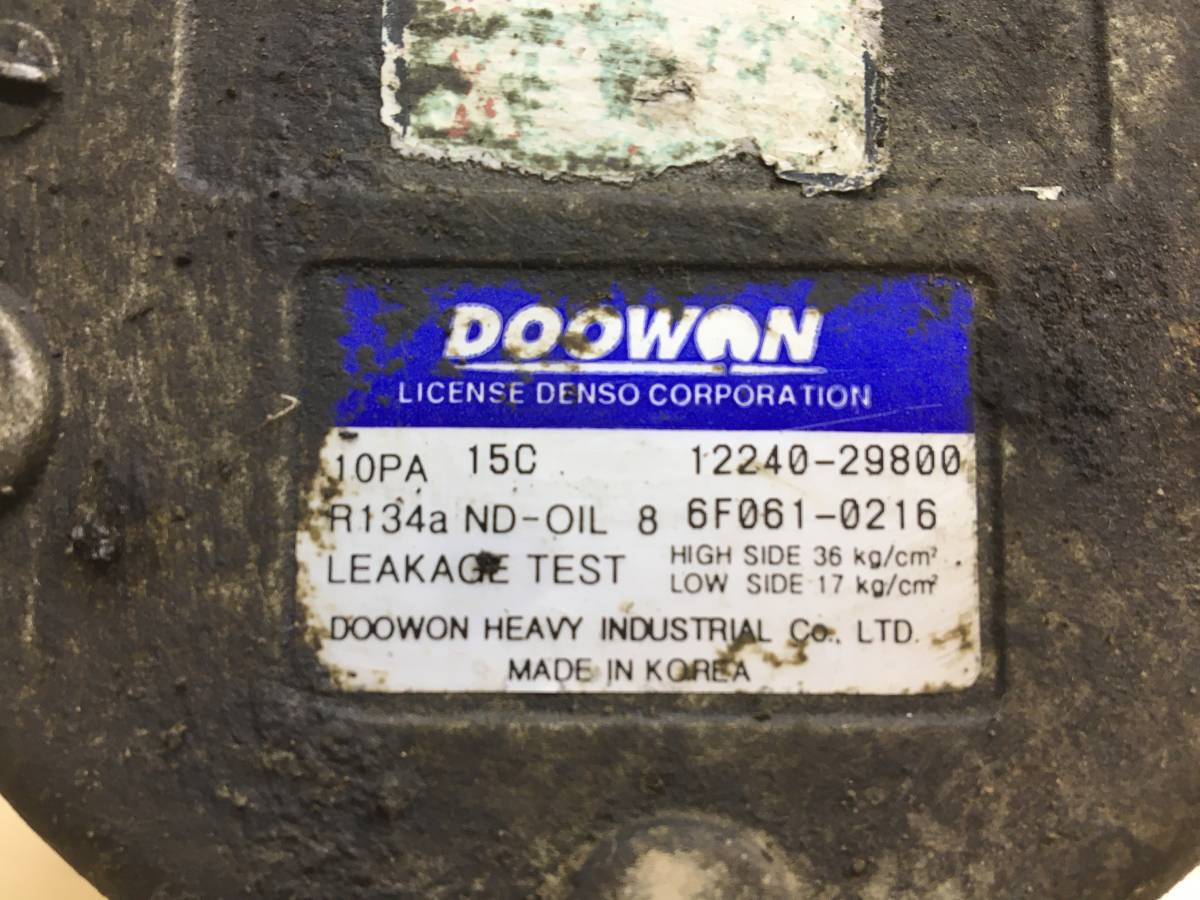 DOOWON
LICENSE DENSO CORPORATION
10PA 15C 12240-29800
R134a ND-OIL 8 6F061-0216
LEAKAGE TEST HIGH SIDE 36 kg/cm²
LOW SIDE 17 kg/cm²
DOOWON HEAVY INDUSTRIAL Co., LTD.
MADE IN KOREA